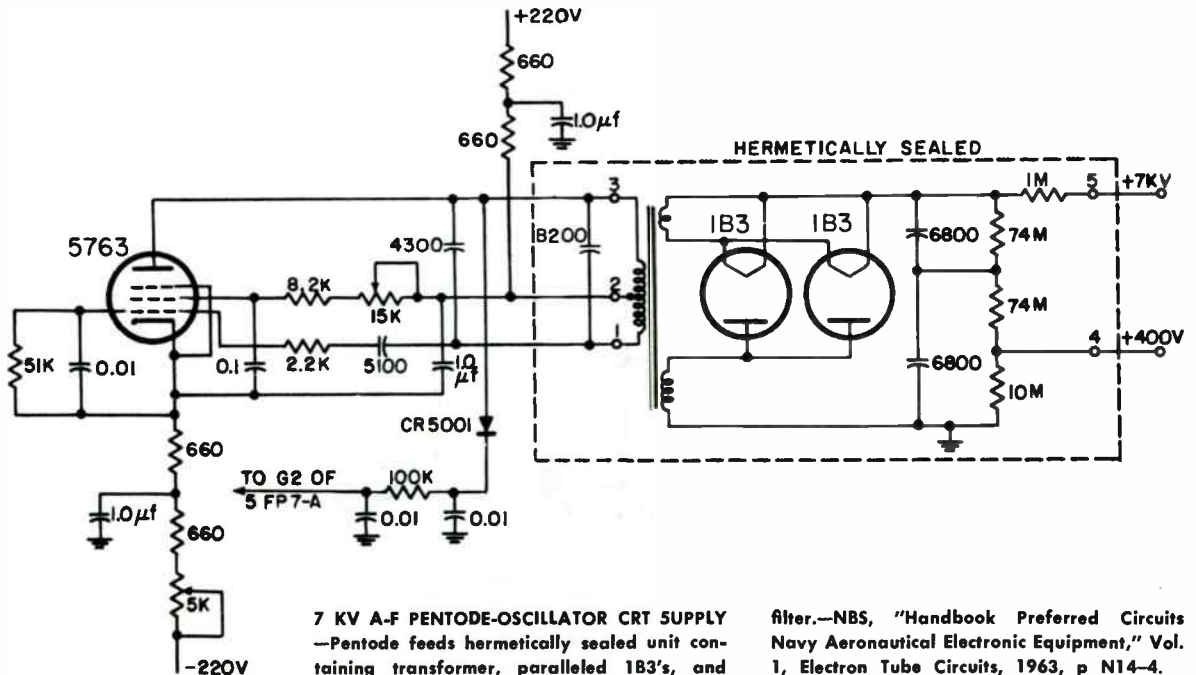 +220V
660
1.0µf
660
HERMETICALLY SEALED
3
1M
5
+7KV
5763
1B3
1B3
4300
8200
6800
74M
8.2K
2
15K
74M
1
4
+400V
51K
0.01
0.1
2.2K
5100
1.0
µf
6800
10M
CR5001
660
TO G2 OF
5 FP7-A
100K
1.0µf
0.01
0.01
660
5K
-220V
7 KV A-F PENTODE-OSCILLATOR CRT SUPPLY
—Pentode feeds hermetically sealed unit con-
taining transformer, paralleled 1B3's, and
filter.—NBS, "Handbook Preferred Circuits
Navy Aeronautical Electronic Equipment," Vol.
1, Electron Tube Circuits, 1963, p N14–4.